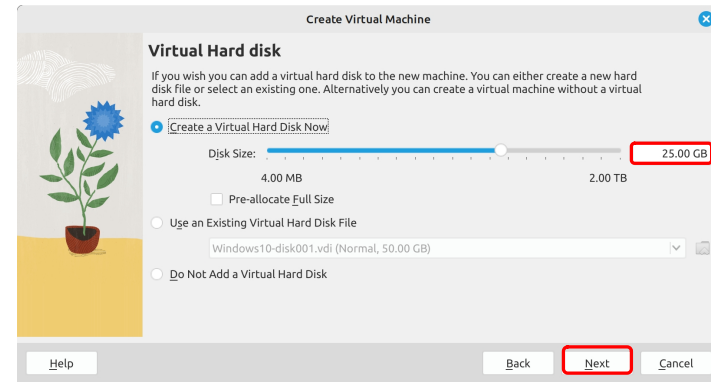 Create Virtual Machine
Virtual Hard disk
If you wish you can add a virtual hard disk to the new machine. You can either create a new hard
disk file or select an existing one. Alternatively you can create a virtual machine without a virtual
hard disk.
Create a Virtual Hard Disk Now
Disk Size:
25.00 GB
4.00 MB
2.00 TB
Pre-allocate Full Size
Use an Existing Virtual Hard Disk File
Windows10-disk001.vdi (Normal, 50.00 GB)
Do Not Add a Virtual Hard Disk
Help
Back
Next
Cancel